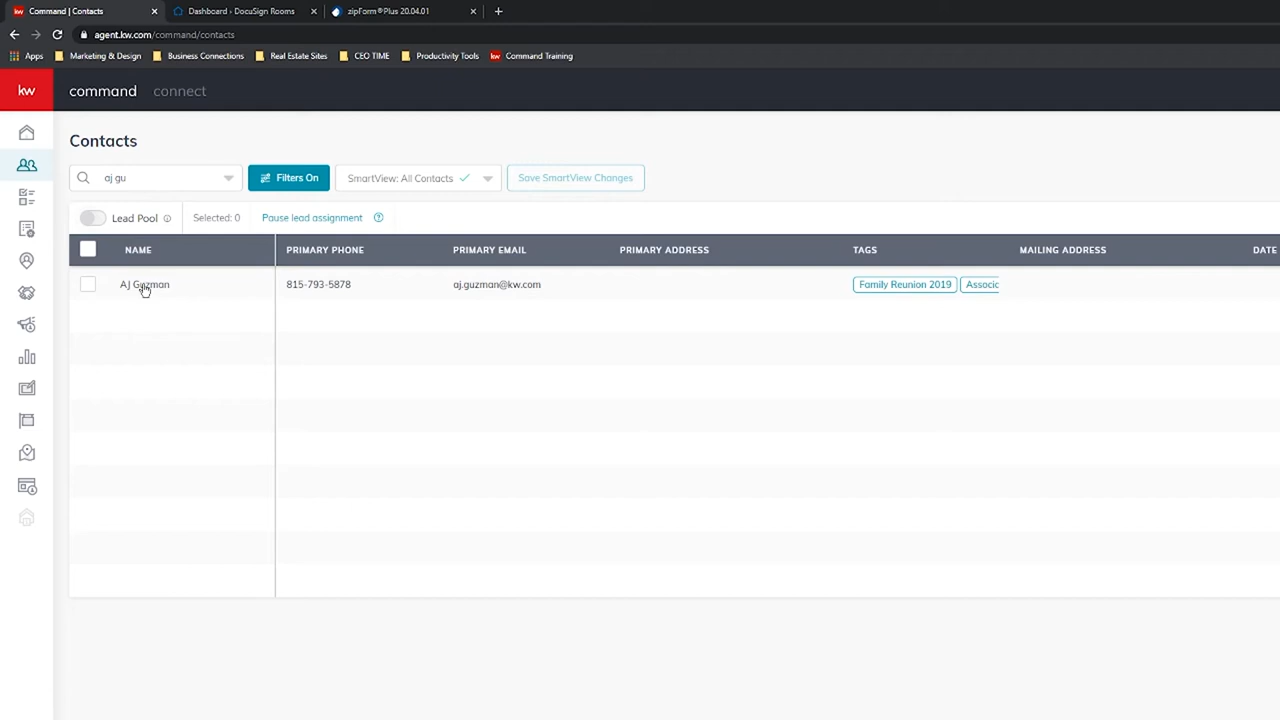 kw Command | Contacts
Dashboard - DocuSign Rooms
zipForm®Plus 20.04.01
agent.kw.com/command/contacts
Apps Marketing & Design Business Connections Real Estate Sites CEO TIME Productivity Tools kw Command Training
kw command connect
Contacts
aj gu Filters On SmartView: All Contacts Save SmartView Changes
Lead Pool Selected: 0 Pause lead assignment
NAME PRIMARY PHONE PRIMARY EMAIL PRIMARY ADDRESS TAGS MAILING ADDRESS DATE
AJ Guzman 815-793-5878 aj.guzman@kw.com Family Reunion 2019 Associc